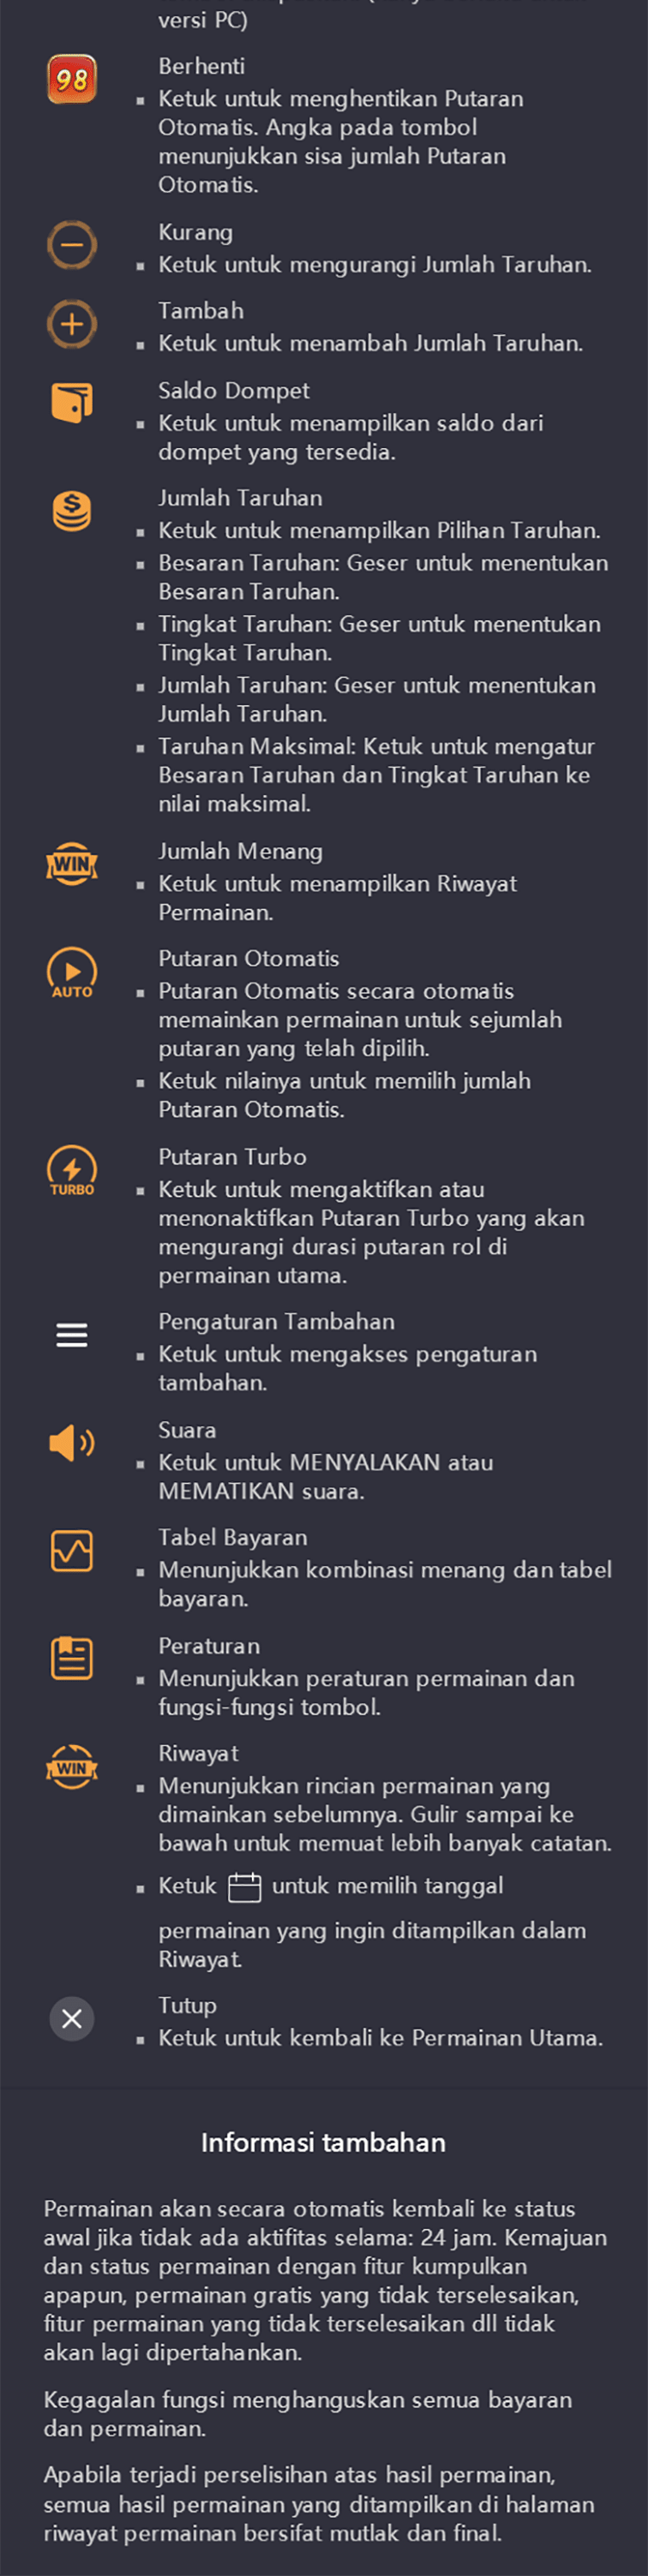 versi PC)
98
Berhenti
Ketuk untuk menghentikan Putaran
Otomatis. Angka pada tombol
menunjukkan sisa jumlah Putaran
Otomatis.
Kurang
Ketuk untuk mengurangi Jumlah Taruhan.
Tambah
Ketuk untuk menambah Jumlah Taruhan.
Saldo Dompet
Ketuk untuk menampilkan saldo dari
dompet yang tersedia.
Jumlah Taruhan
Ketuk untuk menampilkan Pilihan Taruhan.
Besaran Taruhan: Geser untuk menentukan
Besaran Taruhan.
Tingkat Taruhan: Geser untuk menentukan
Tingkat Taruhan.
Jumlah Taruhan: Geser untuk menentukan
Jumlah Taruhan.
Taruhan Maksimal: Ketuk untuk mengatur
Besaran Taruhan dan Tingkat Taruhan ke
nilai maksimal.
WIN
Jumlah Menang
Ketuk untuk menampilkan Riwayat
Permainan.
AUTO
Putaran Otomatis
Putaran Otomatis secara otomatis
memainkan permainan untuk sejumlah
putaran yang telah dipilih.
Ketuk nilainya untuk memilih jumlah
Putaran Otomatis.
TURBO
Putaran Turbo
Ketuk untuk mengaktifkan atau
menonaktifkan Putaran Turbo yang akan
mengurangi durasi putaran rol di
permainan utama.
Pengaturan Tambahan
Ketuk untuk mengakses pengaturan
tambahan.
Suara
Ketuk untuk MENYALAKAN atau
MEMATIKAN suara.
Tabel Bayaran
Menunjukkan kombinasi menang dan tabel
bayaran.
Peraturan
Menunjukkan peraturan permainan dan
fungsi-fungsi tombol.
WIN
Riwayat
Menunjukkan rincian permainan yang
dimainkan sebelumnya. Gulir sampai ke
bawah untuk memuat lebih banyak catatan.
Ketuk untuk memilih tanggal
permainan yang ingin ditampilkan dalam
Riwayat.
Tutup
Ketuk untuk kembali ke Permainan Utama.
Informasi tambahan
Permainan akan secara otomatis kembali ke status
awal jika tidak ada aktifitas selama: 24 jam. Kemajuan
dan status permainan dengan fitur kumpulkan
apapun, permainan gratis yang tidak terselesaikan,
fitur permainan yang tidak terselesaikan dll tidak
akan lagi dipertahankan.
Kegagalan fungsi menghanguskan semua bayaran
dan permainan.
Apabila terjadi perselisihan atas hasil permainan,
semua hasil permainan yang ditampilkan di halaman
riwayat permainan bersifat mutlak dan final.